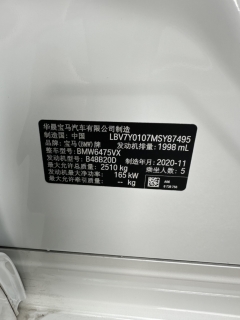 华晨宝马汽车有限公司制造
制造国: 中国 LBV7Y0107MSY87495
品牌: 宝马 (BMW) 牌 发动机排量: 1998 mL
整车型号: BMW6475VX
发动机型号: B48B20D 制造年月: 2020-11
最大允许总质量: 2510 kg 乘坐人数: 5
发动机最大净功率: 165 kW
最大允许牵引质量: -- kg